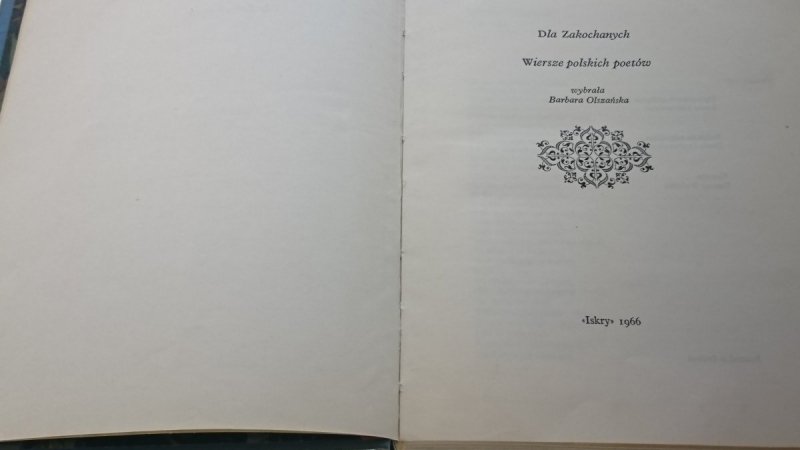 Dla Zakochanych
Wiersze polskich poetów
wybrała
Barbara Olszańska
«Iskry» 1966